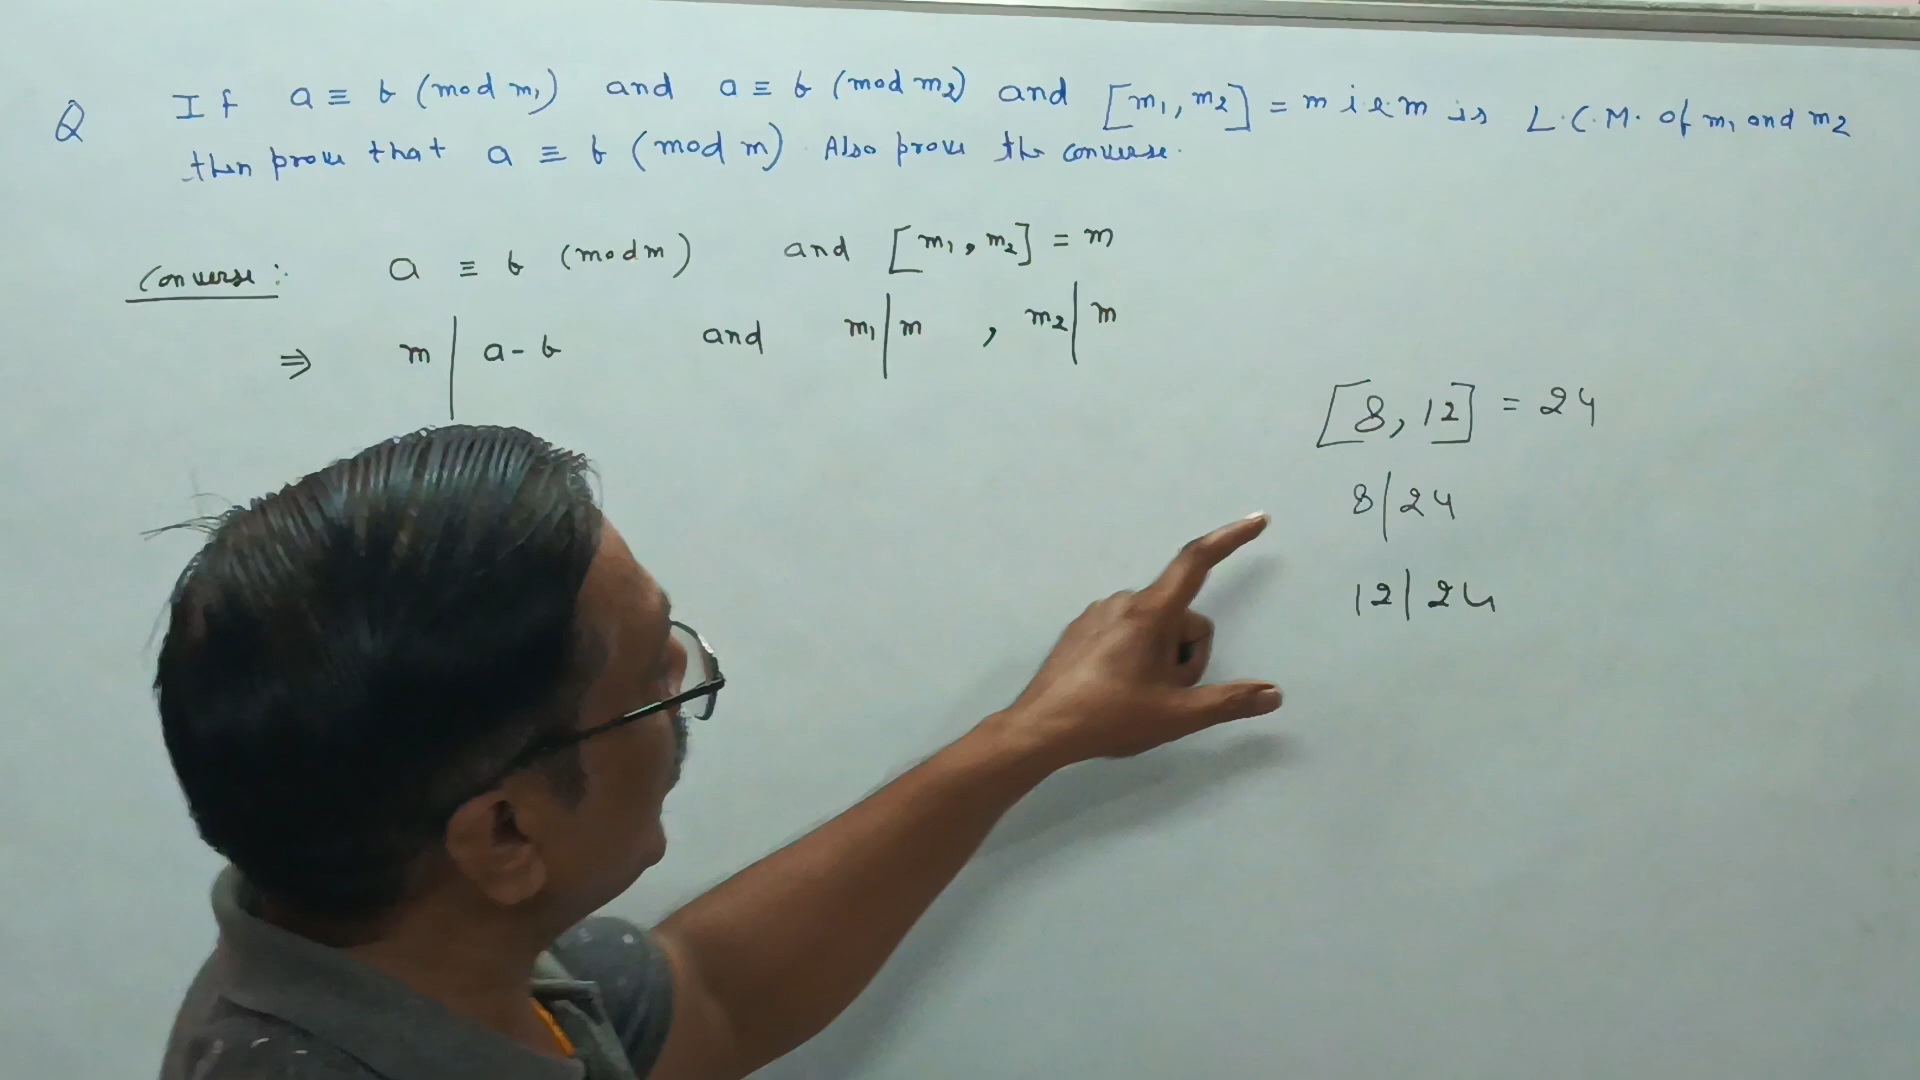 Q If a ≡ b (mod m₁) and a ≡ b (mod m₂) and [m₁, m₂] = m i.e. m is L.C.M. of m₁ and m₂
then prove that a ≡ b (mod m). Also prove the converse.
Converse: a ≡ b (mod m) and [m₁, m₂] = m
⇒ m | a - b and m₁ | m , m₂ | m
[8, 12] = 24
8 | 24
12 | 24